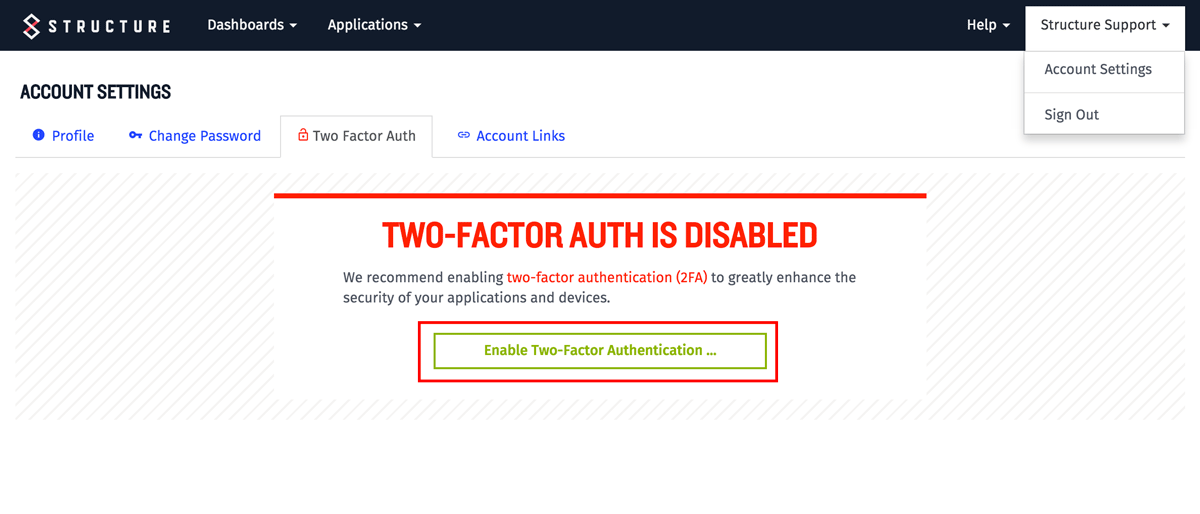 STRUCTURE Dashboards Applications Help Structure Support
Account Settings
Sign Out
ACCOUNT SETTINGS
Profile Change Password Two Factor Auth Account Links
TWO-FACTOR AUTH IS DISABLED
We recommend enabling two-factor authentication (2FA) to greatly enhance the
security of your applications and devices.
Enable Two-Factor Authentication ...